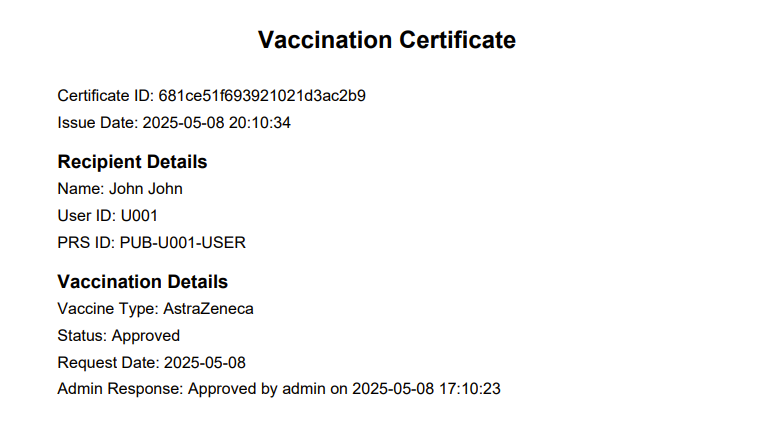 Vaccination Certificate
Certificate ID: 681ce51f693921021d3ac2b9
Issue Date: 2025-05-08 20:10:34
Recipient Details
Name: John John
User ID: U001
PRS ID: PUB-U001-USER
Vaccination Details
Vaccine Type: AstraZeneca
Status: Approved
Request Date: 2025-05-08
Admin Response: Approved by admin on 2025-05-08 17:10:23